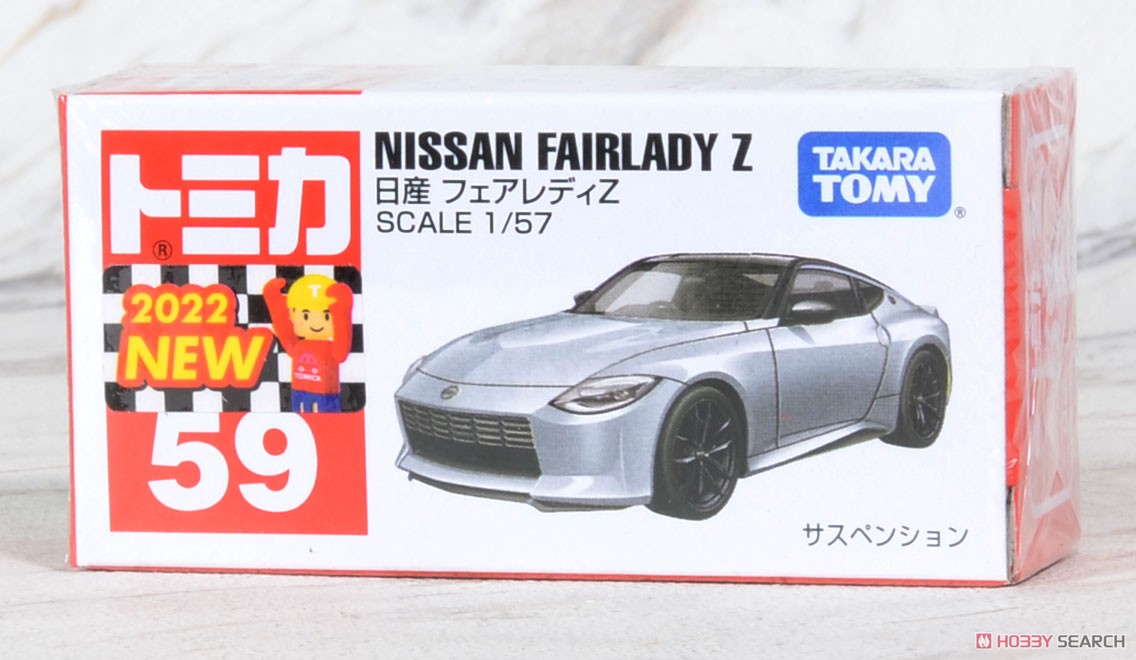 トミカ
®
2022
NEW
T
TOMICA
59
NISSAN FAIRLADY Z
日産 フェアレディZ
SCALE 1/57
TAKARA
TOMY
®
サスペンション
HOBBY SEARCH